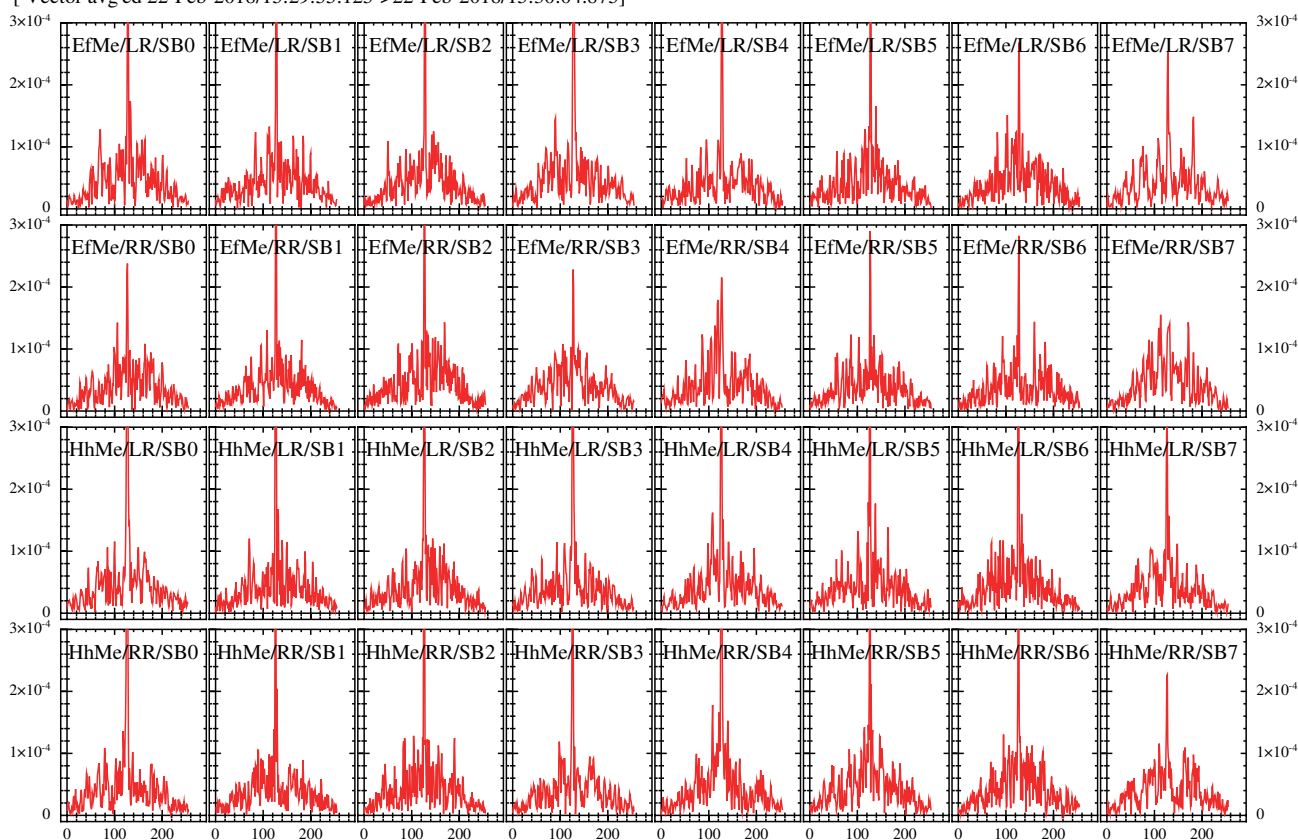 [ Vector avg'ed 22-Feb-2016/15:29:35.125->22-Feb-2016/15:30:04.875]
3×10-4 EfMe/LR/SB0 EfMe/LR/SB1 EfMe/LR/SB2 EfMe/LR/SB3 EfMe/LR/SB4 EfMe/LR/SB5 EfMe/LR/SB6 EfMe/LR/SB7 3×10-4
2×10-4 2×10-4
1×10-4 1×10-4
0 0
3×10-4 EfMe/RR/SB0 EfMe/RR/SB1 EfMe/RR/SB2 EfMe/RR/SB3 EfMe/RR/SB4 EfMe/RR/SB5 EfMe/RR/SB6 EfMe/RR/SB7 3×10-4
2×10-4 2×10-4
1×10-4 1×10-4
0 0
3×10-4 HhMe/LR/SB0 HhMe/LR/SB1 HhMe/LR/SB2 HhMe/LR/SB3 HhMe/LR/SB4 HhMe/LR/SB5 HhMe/LR/SB6 HhMe/LR/SB7 3×10-4
2×10-4 2×10-4
1×10-4 1×10-4
0 0
3×10-4 HhMe/RR/SB0 HhMe/RR/SB1 HhMe/RR/SB2 HhMe/RR/SB3 HhMe/RR/SB4 HhMe/RR/SB5 HhMe/RR/SB6 HhMe/RR/SB7 3×10-4
2×10-4 2×10-4
1×10-4 1×10-4
0 0
0 100 200 0 100 200 0 100 200 0 100 200 0 100 200 0 100 200 0 100 200 0 100 200